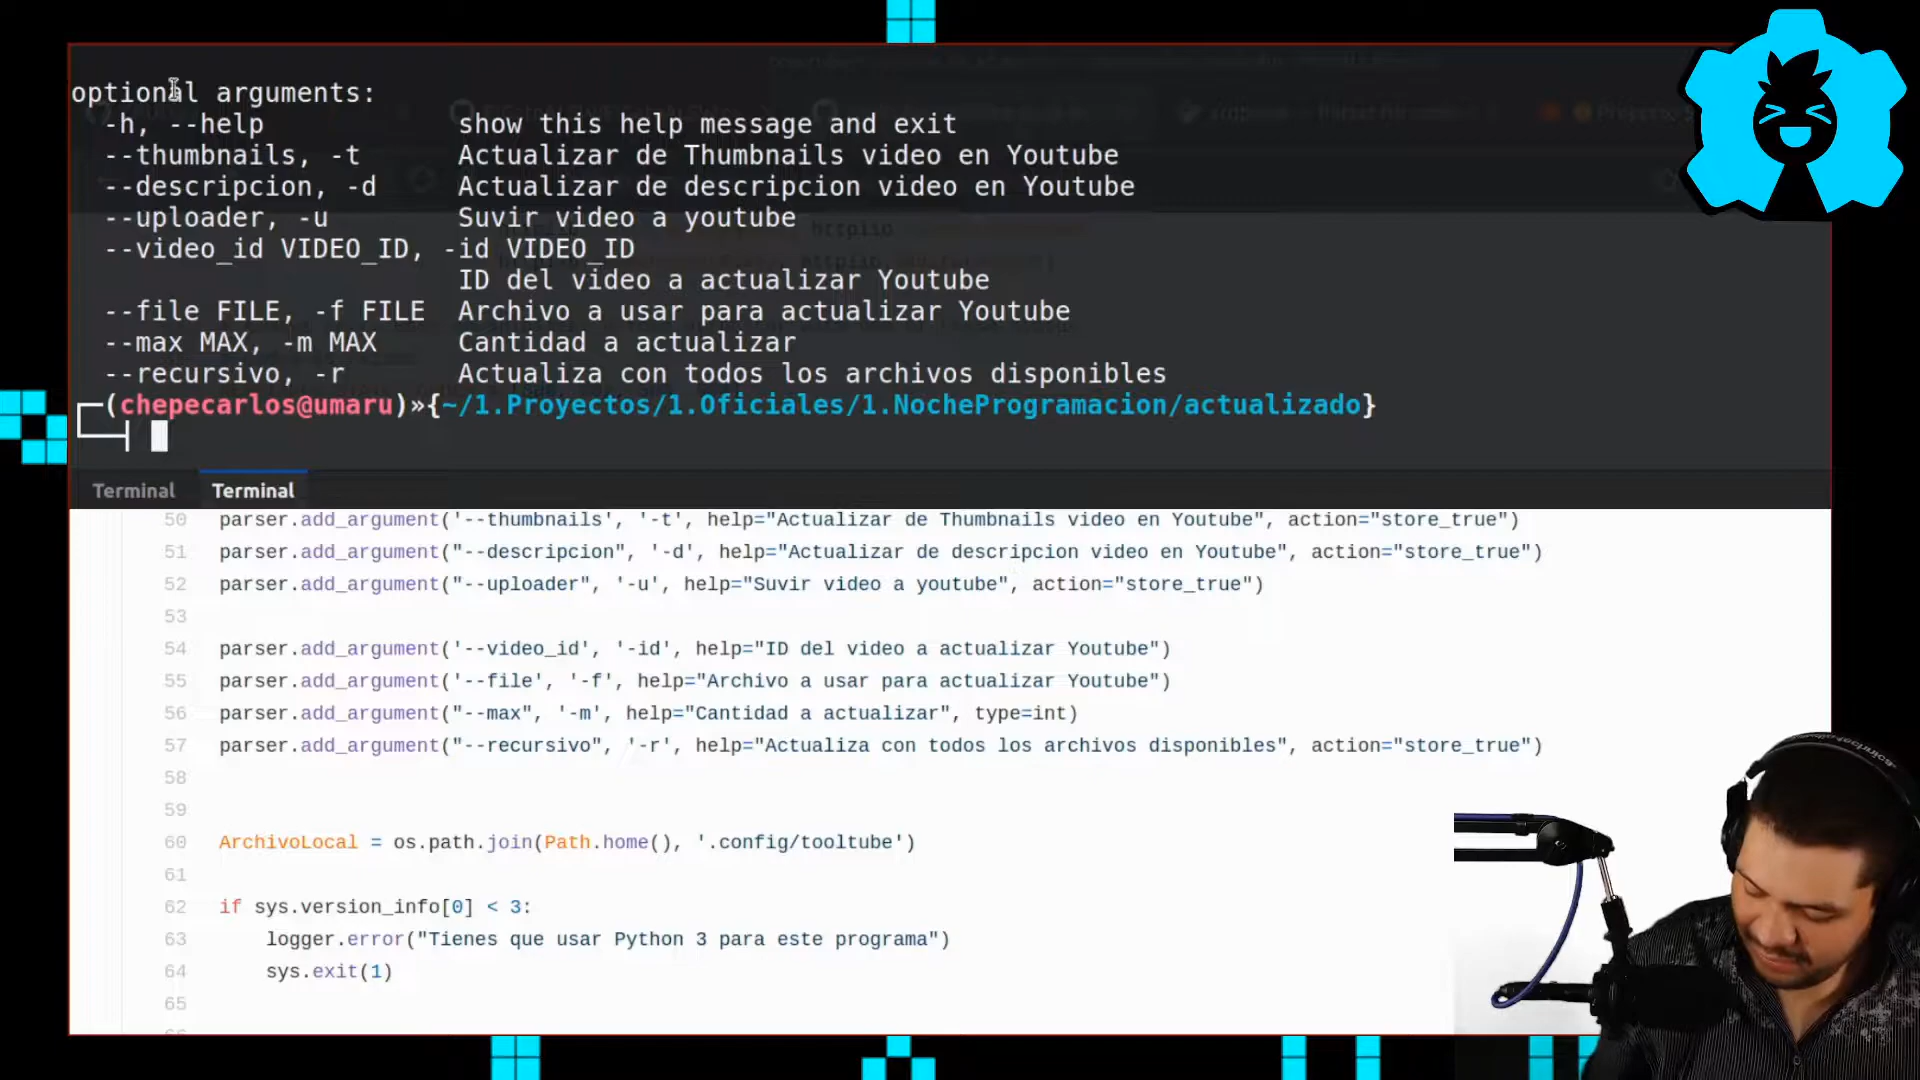 optional arguments:
-h, --help show this help message and exit
--thumbnails, -t Actualizar de Thumbnails video en Youtube
--descripcion, -d Actualizar de descripcion video en Youtube
--uploader, -u Suvir video a youtube
--video_id VIDEO_ID, -id VIDEO_ID
ID del video a actualizar Youtube
--file FILE, -f FILE Archivo a usar para actualizar Youtube
--max MAX, -m MAX Cantidad a actualizar
--recursivo, -r Actualiza con todos los archivos disponibles
(chepecarlos@umaru)»{~/1.Proyectos/1.Oficiales/1.NocheProgramacion/actualizado}
Terminal Terminal
50 parser.add_argument('--thumbnails', '-t', help="Actualizar de Thumbnails video en Youtube", action="store_true")
51 parser.add_argument("--descripcion", '-d', help="Actualizar de descripcion video en Youtube", action="store_true")
52 parser.add_argument("--uploader", '-u', help="Suvir video a youtube", action="store_true")
53
54 parser.add_argument('--video_id', '-id', help="ID del video a actualizar Youtube")
55 parser.add_argument('--file', '-f', help="Archivo a usar para actualizar Youtube")
56 parser.add_argument("--max", '-m', help="Cantidad a actualizar", type=int)
57 parser.add_argument("--recursivo", '-r', help="Actualiza con todos los archivos disponibles", action="store_true")
58
59
60 ArchivoLocal = os.path.join(Path.home(), '.config/tooltube')
61
62 if sys.version_info[0] < 3:
63 logger.error("Tienes que usar Python 3 para este programa")
64 sys.exit(1)
65